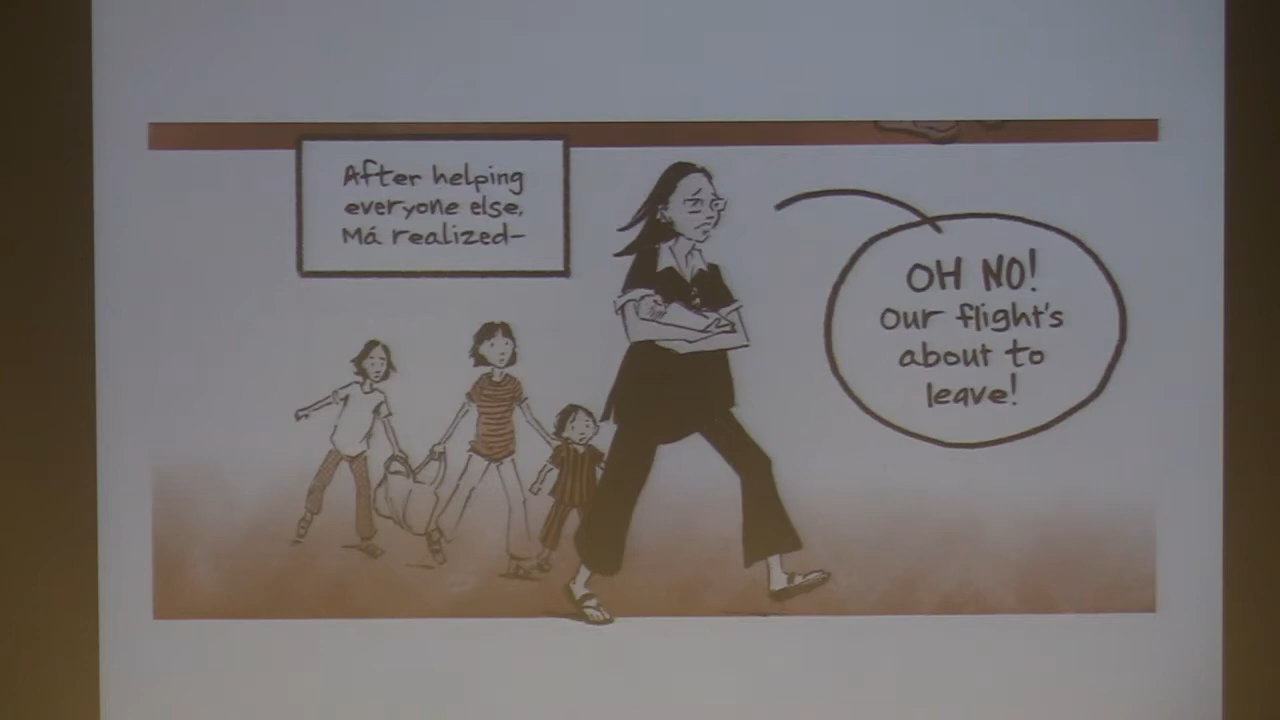 After helping
everyone else,
Má realized–
OH NO!
Our flight's
about to
leave!